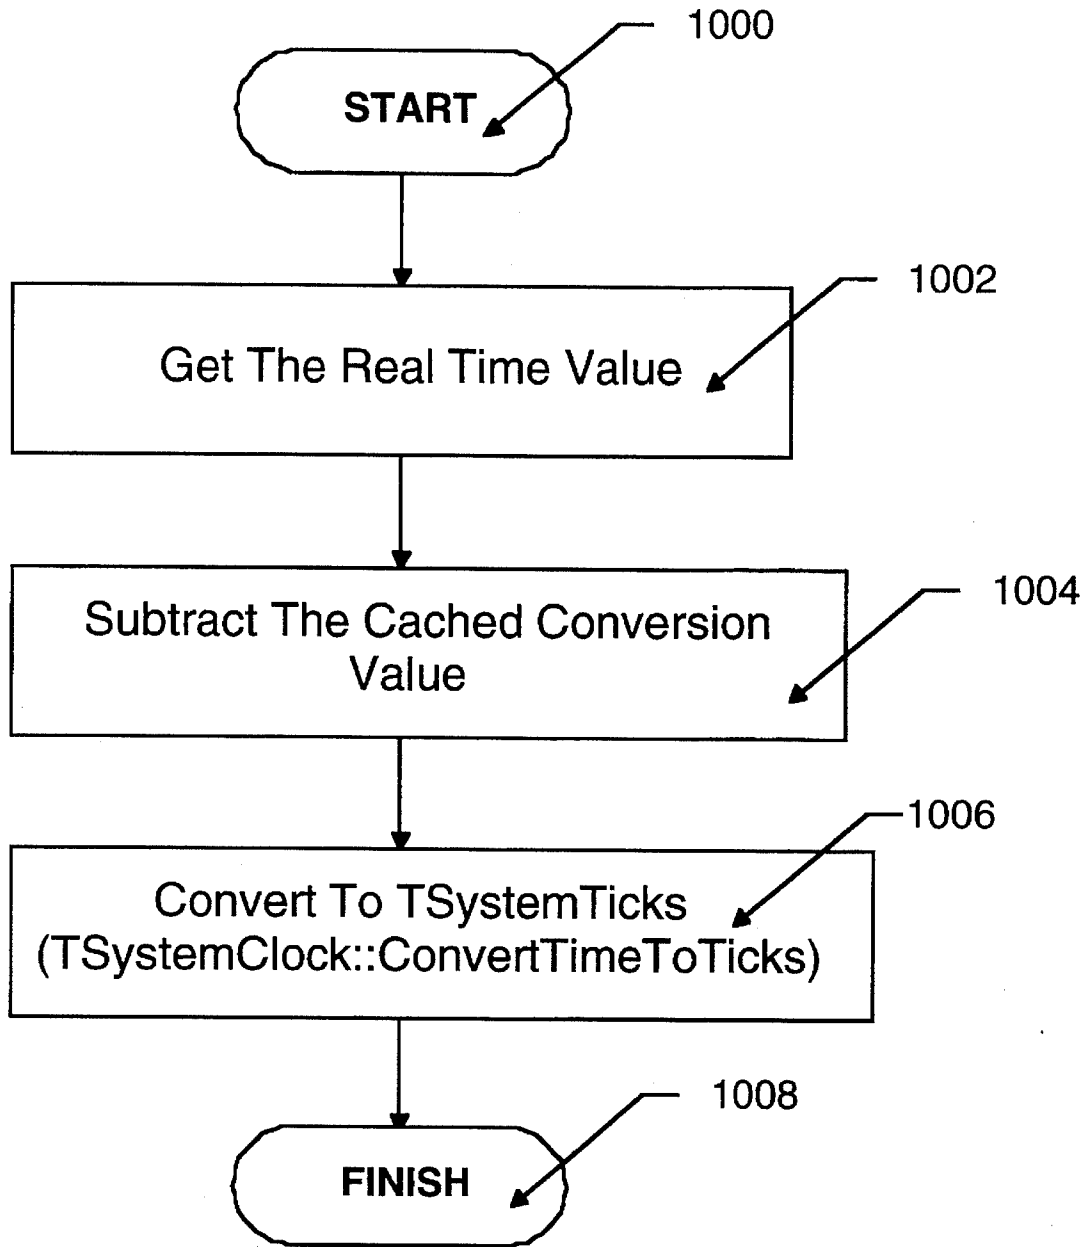 1000
START
1002
Get The Real Time Value
1004
Subtract The Cached Conversion
Value
1006
Convert To TSystemTicks
(TSystemClock::ConvertTimeToTicks)
1008
FINISH